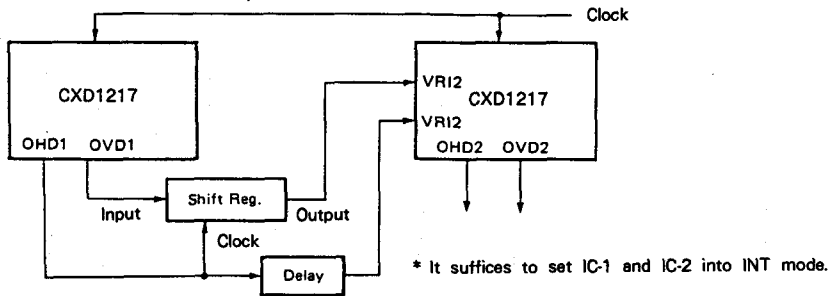 Clock
CXD1217
OHD1 OVD1
VRI2
CXD1217
VRI2
OHD2 OVD2
Shift Reg.
Input
Output
Clock
Delay
* It suffices to set IC-1 and IC-2 into INT mode.